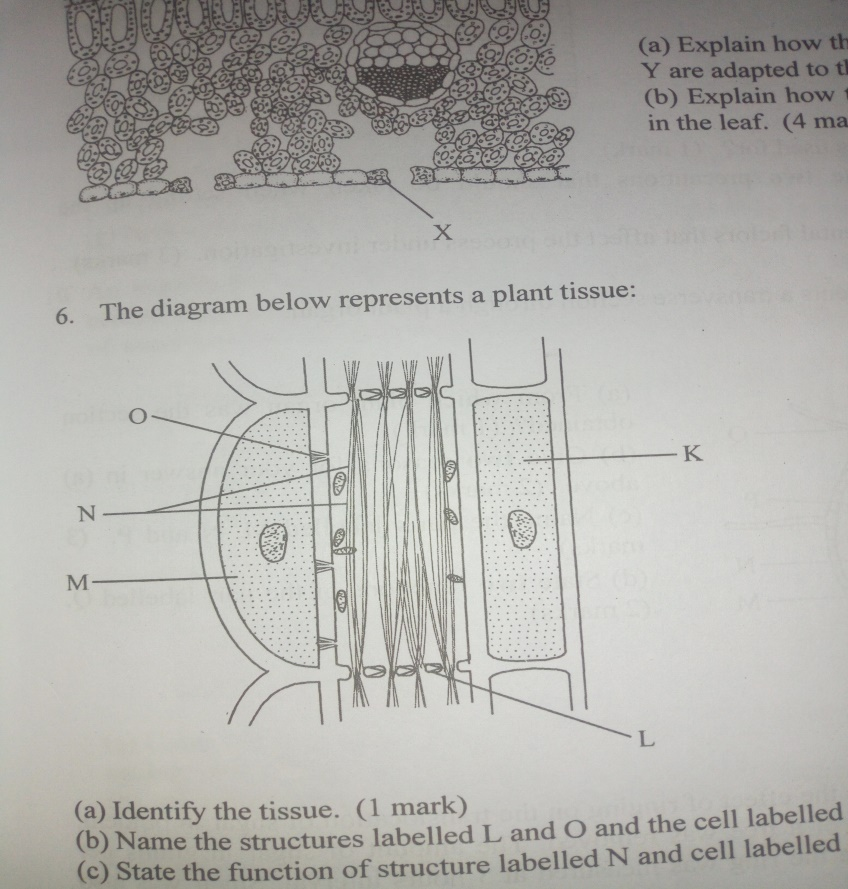 (a) Explain how th
Y are adapted to t
(b) Explain how
in the leaf. (4 ma
X
6. The diagram below represents a plant tissue:
O
K
N
M
L
(a) Identify the tissue. (1 mark)
(b) Name the structures labelled L and O and the cell labelled
(c) State the function of structure labelled N and cell labelled